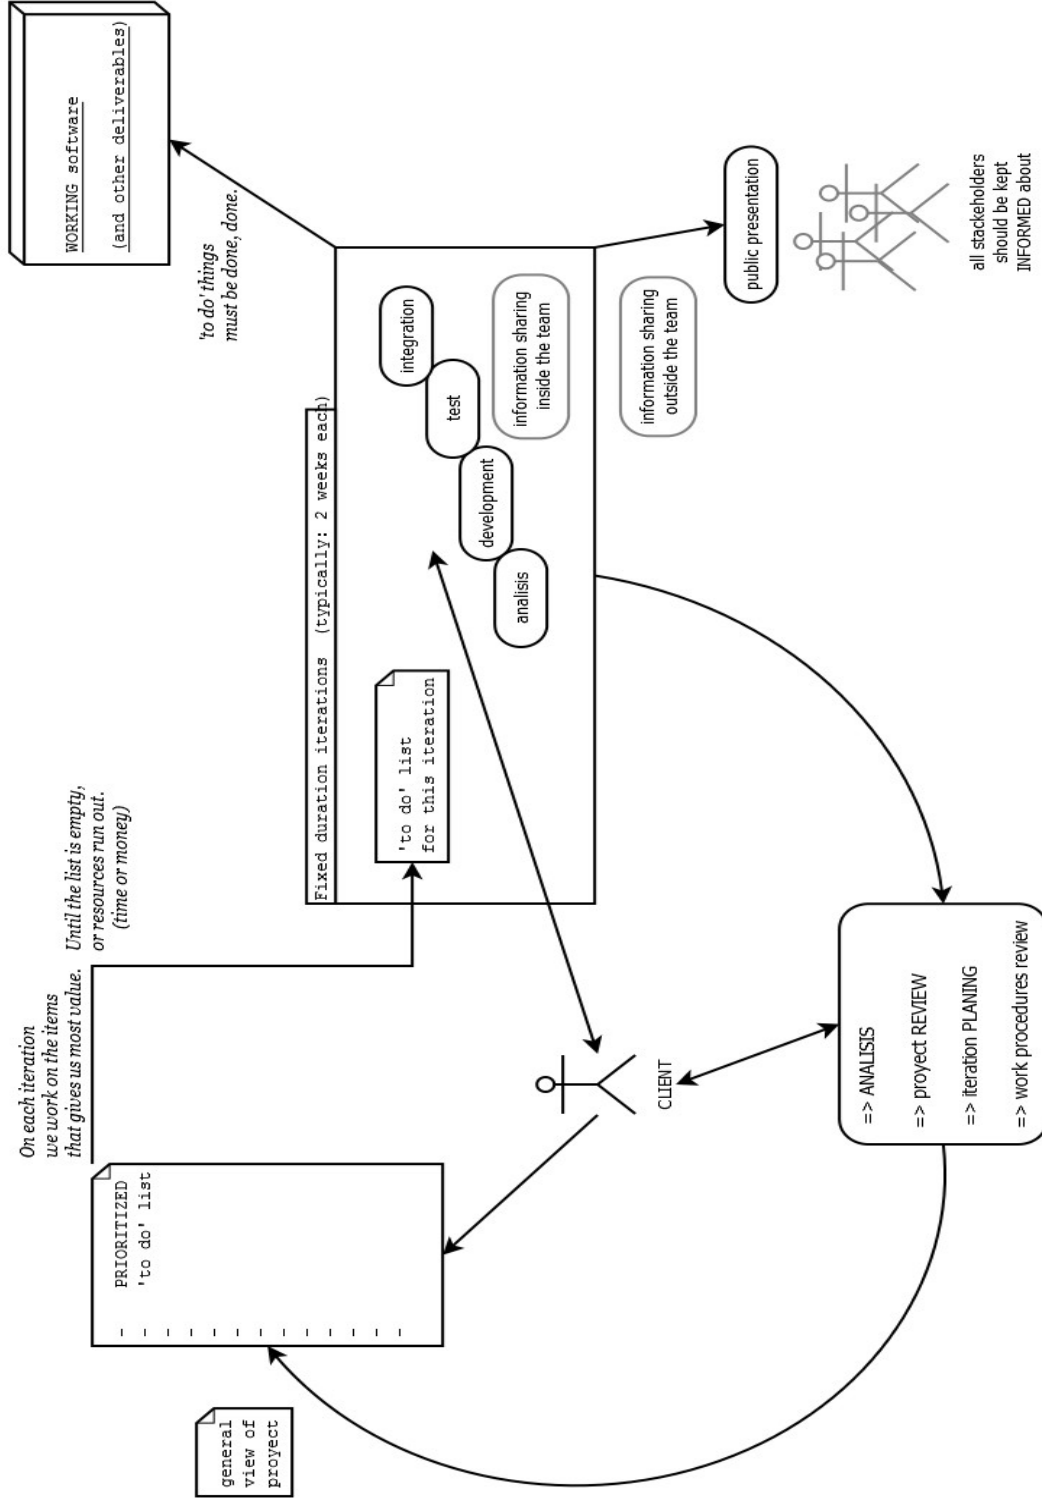 general
view of
proyect
PRIORITIZED
'to do' list
On each iteration
we work on the items
that gives us most value.
Until the list is empty,
or resources run out.
(time or money)
CLIENT
=> ANALISIS
=> proyect REVIEW
=> iteration PLANING
=> work procedures review
Fixed duration iterations (typically: 2 weeks each)
'to do' list
for this iteration
analisis
development
test
integration
information sharing
inside the team
information sharing
outside the team
'to do' things
must be done, done.
WORKING software
(and other deliverables)
public presentation
all stackeholders
should be kept
INFORMED about